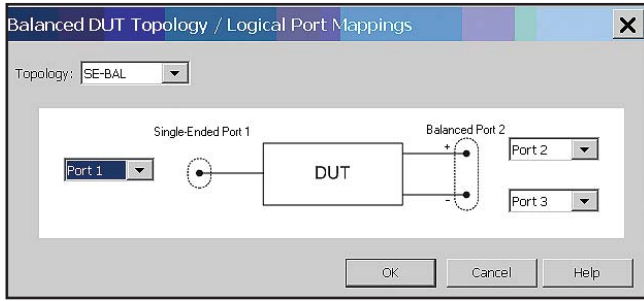 Balanced DUT Topology / Logical Port Mappings
Topology: SE-BAL
Single-Ended Port 1
Balanced Port 2
Port 1
DUT
+
-
Port 2
Port 3
OK
Cancel
Help